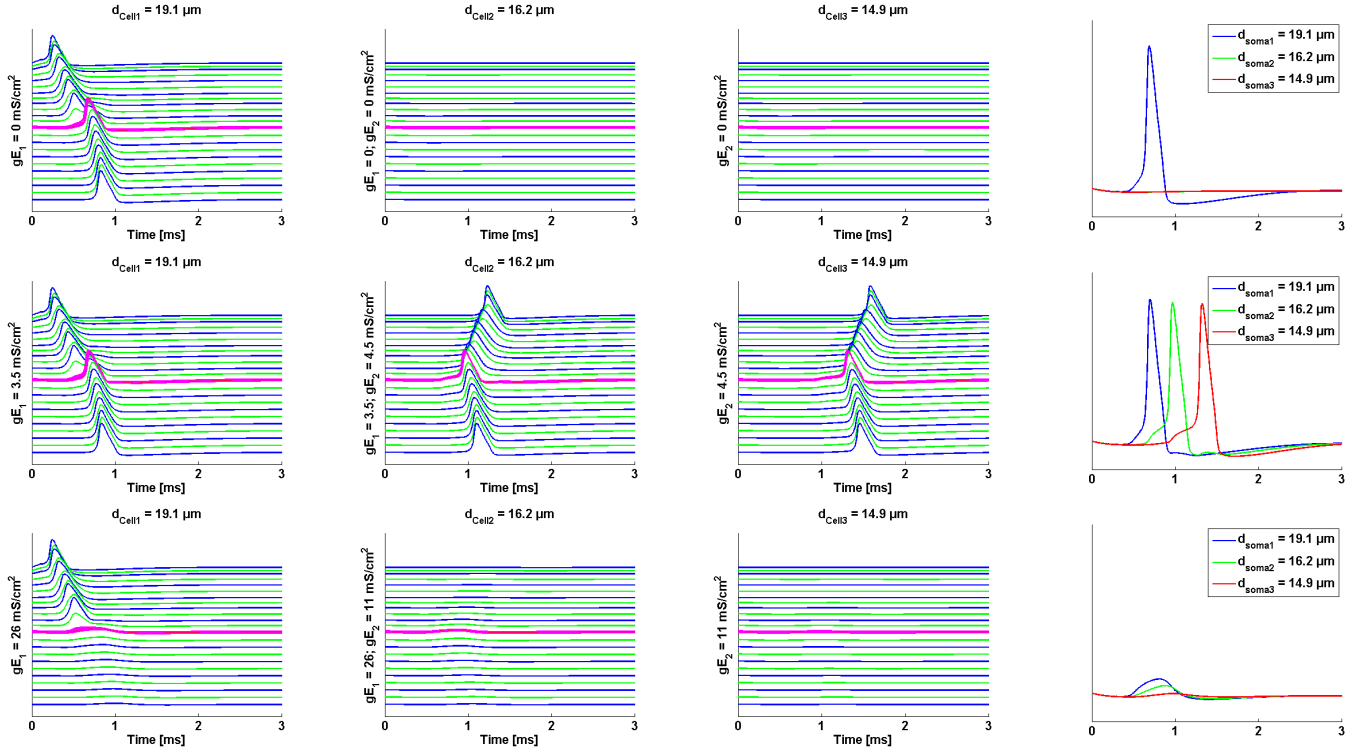 d_Cell1 = 19.1 µm
d_Cell2 = 16.2 µm
d_Cell3 = 14.9 µm
gE_1 = 0 mS/cm^2
gE_1 = 0; gE_2 = 0 mS/cm^2
gE_2 = 0 mS/cm^2
d_soma1 = 19.1 µm
d_soma2 = 16.2 µm
d_soma3 = 14.9 µm
0 1 2 3
0 1 2 3
0 1 2 3
0 1 2 3
Time [ms]
Time [ms]
Time [ms]
d_Cell1 = 19.1 µm
d_Cell2 = 16.2 µm
d_Cell3 = 14.9 µm
gE_1 = 3.5 mS/cm^2
gE_1 = 3.5; gE_2 = 4.5 mS/cm^2
gE_2 = 4.5 mS/cm^2
d_soma1 = 19.1 µm
d_soma2 = 16.2 µm
d_soma3 = 14.9 µm
0 1 2 3
0 1 2 3
0 1 2 3
0 1 2 3
Time [ms]
Time [ms]
Time [ms]
d_Cell1 = 19.1 µm
d_Cell2 = 16.2 µm
d_Cell3 = 14.9 µm
gE_1 = 26 mS/cm^2
gE_1 = 26; gE_2 = 11 mS/cm^2
gE_2 = 11 mS/cm^2
d_soma1 = 19.1 µm
d_soma2 = 16.2 µm
d_soma3 = 14.9 µm
0 1 2 3
0 1 2 3
0 1 2 3
0 1 2 3
Time [ms]
Time [ms]
Time [ms]